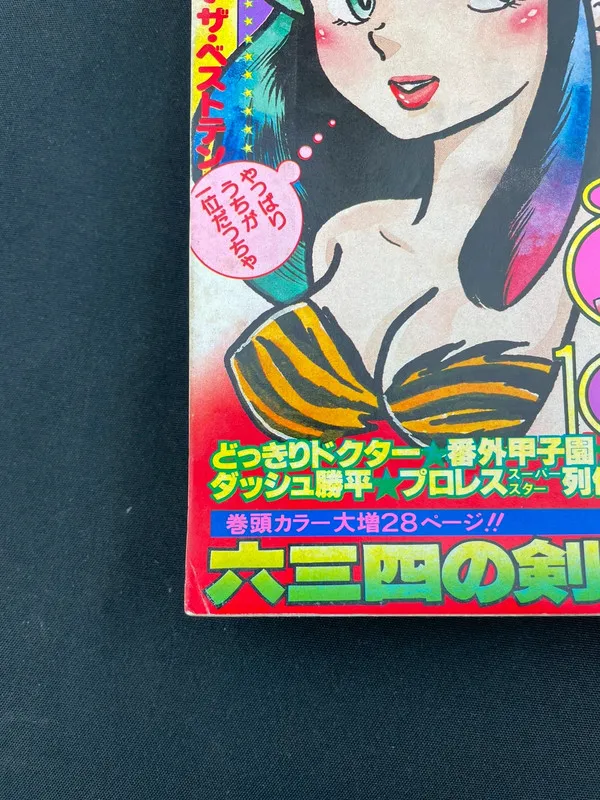 ザ・ベストテン
やっぱり
うちが
一位だっちゃ
どっきりドクター★番外甲子園
ダッシュ勝平★プロレススーパースター列
巻頭カラー大増28ページ!!
六三四の剣